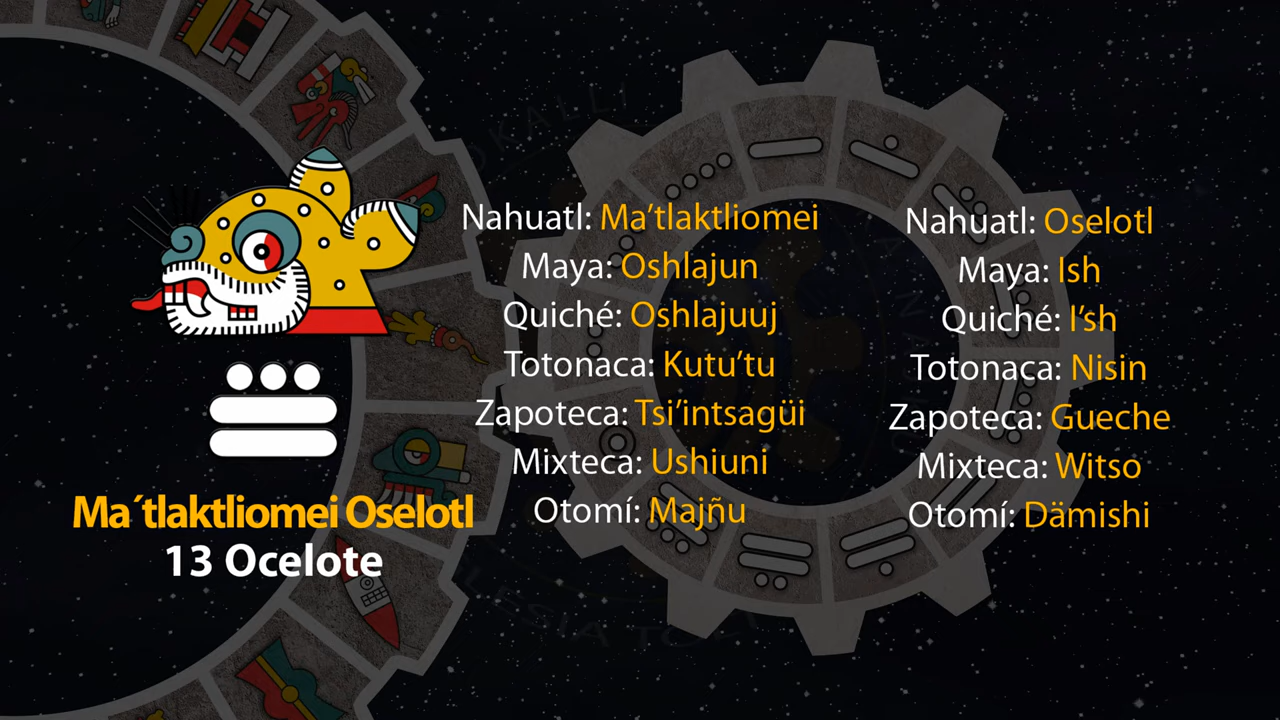 Nahuatl: Ma’tlaktliomei
Maya: Oshlajun
Quiché: Oshlajuuj
Totonaca: Kutu’tu
Zapoteca: Tsi’intsagüi
Mixteca: Ushiuni
Otomí: Majñu
Nahuatl: Oselotl
Maya: Ish
Quiché: I’sh
Totonaca: Nisin
Zapoteca: Gueche
Mixteca: Witso
Otomí: Dämishi
Ma´tlaktliomei Oselotl
13 Ocelote